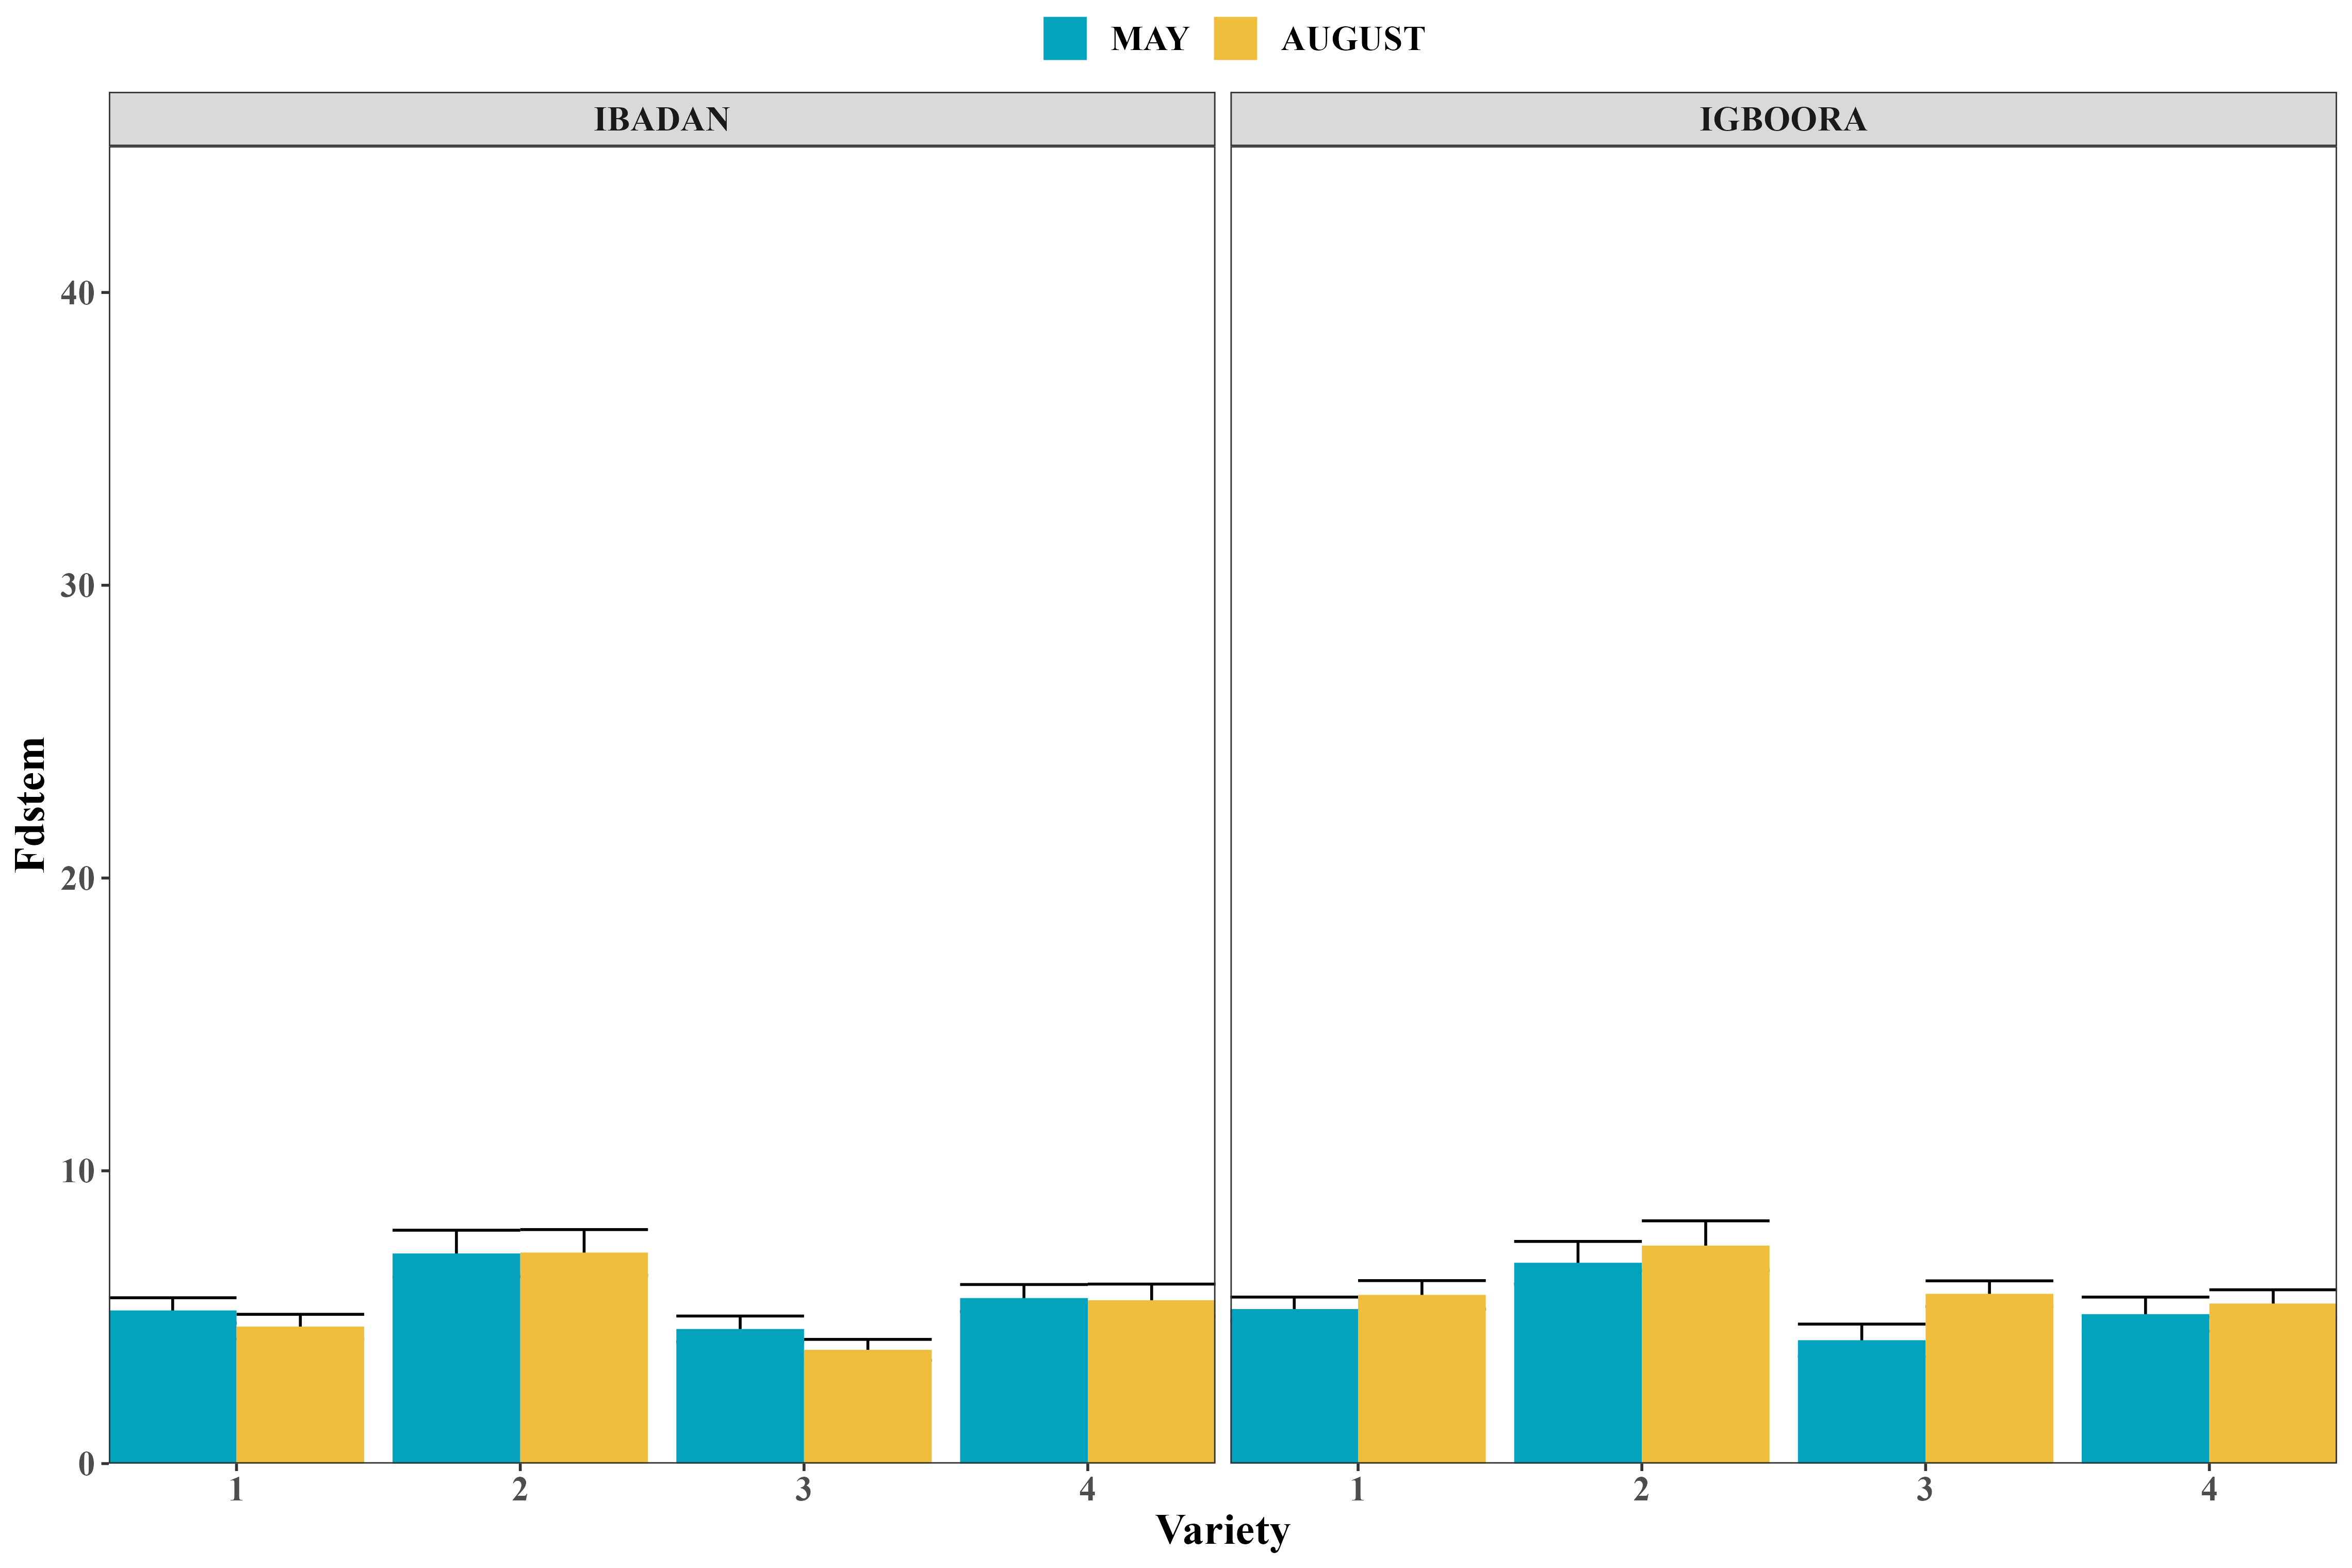 MAY AUGUST
IBADAN IGBOORA
40
30
20
10
0
Fdstem
1 2 3 4 1 2 3 4
Variety